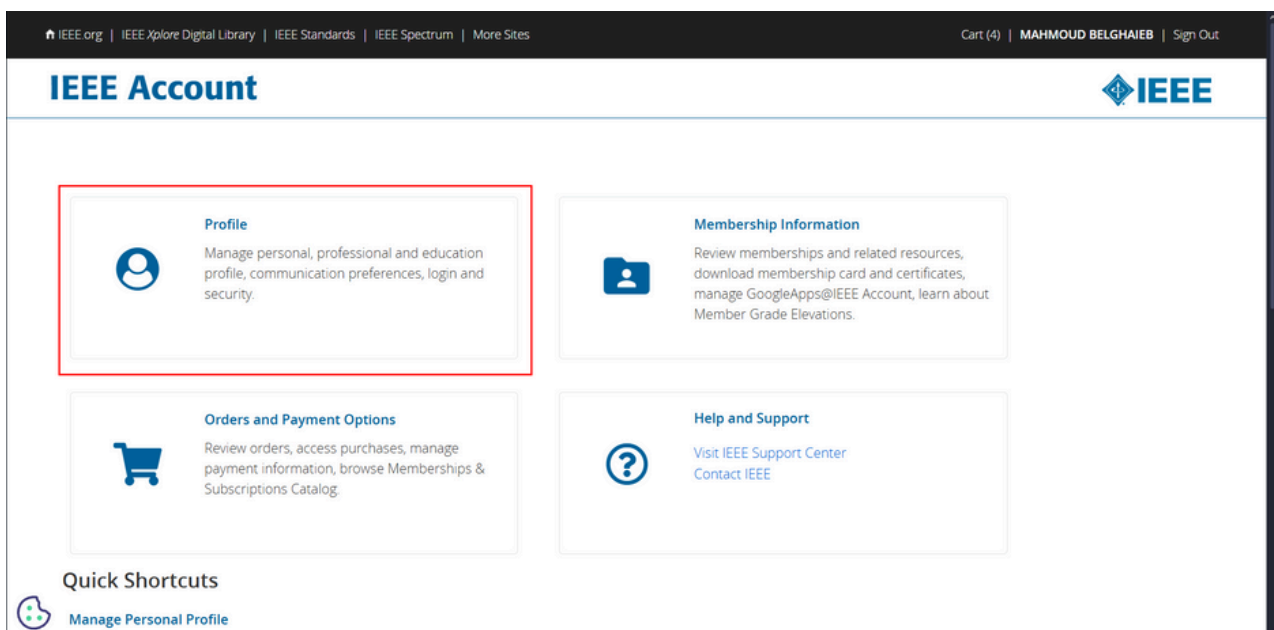 IEEE.org | IEEE Xplore Digital Library | IEEE Standards | IEEE Spectrum | More Sites
Cart (4) | MAHMOUD BELGHAIEB | Sign Out
IEEE Account
IEEE
Profile
Manage personal, professional and education
profile, communication preferences, login and
security.
Membership Information
Review memberships and related resources,
download membership card and certificates,
manage GoogleApps@IEEE Account, learn about
Member Grade Elevations.
Orders and Payment Options
Review orders, access purchases, manage
payment information, browse Memberships &
Subscriptions Catalog.
Help and Support
Visit IEEE Support Center
Contact IEEE
Quick Shortcuts
Manage Personal Profile